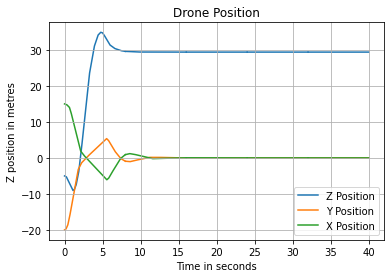 Drone Position
Z position in metres
30
20
10
0
−10
−20
0 5 10 15 20 25 30 35 40
Time in seconds
Z Position
Y Position
X Position